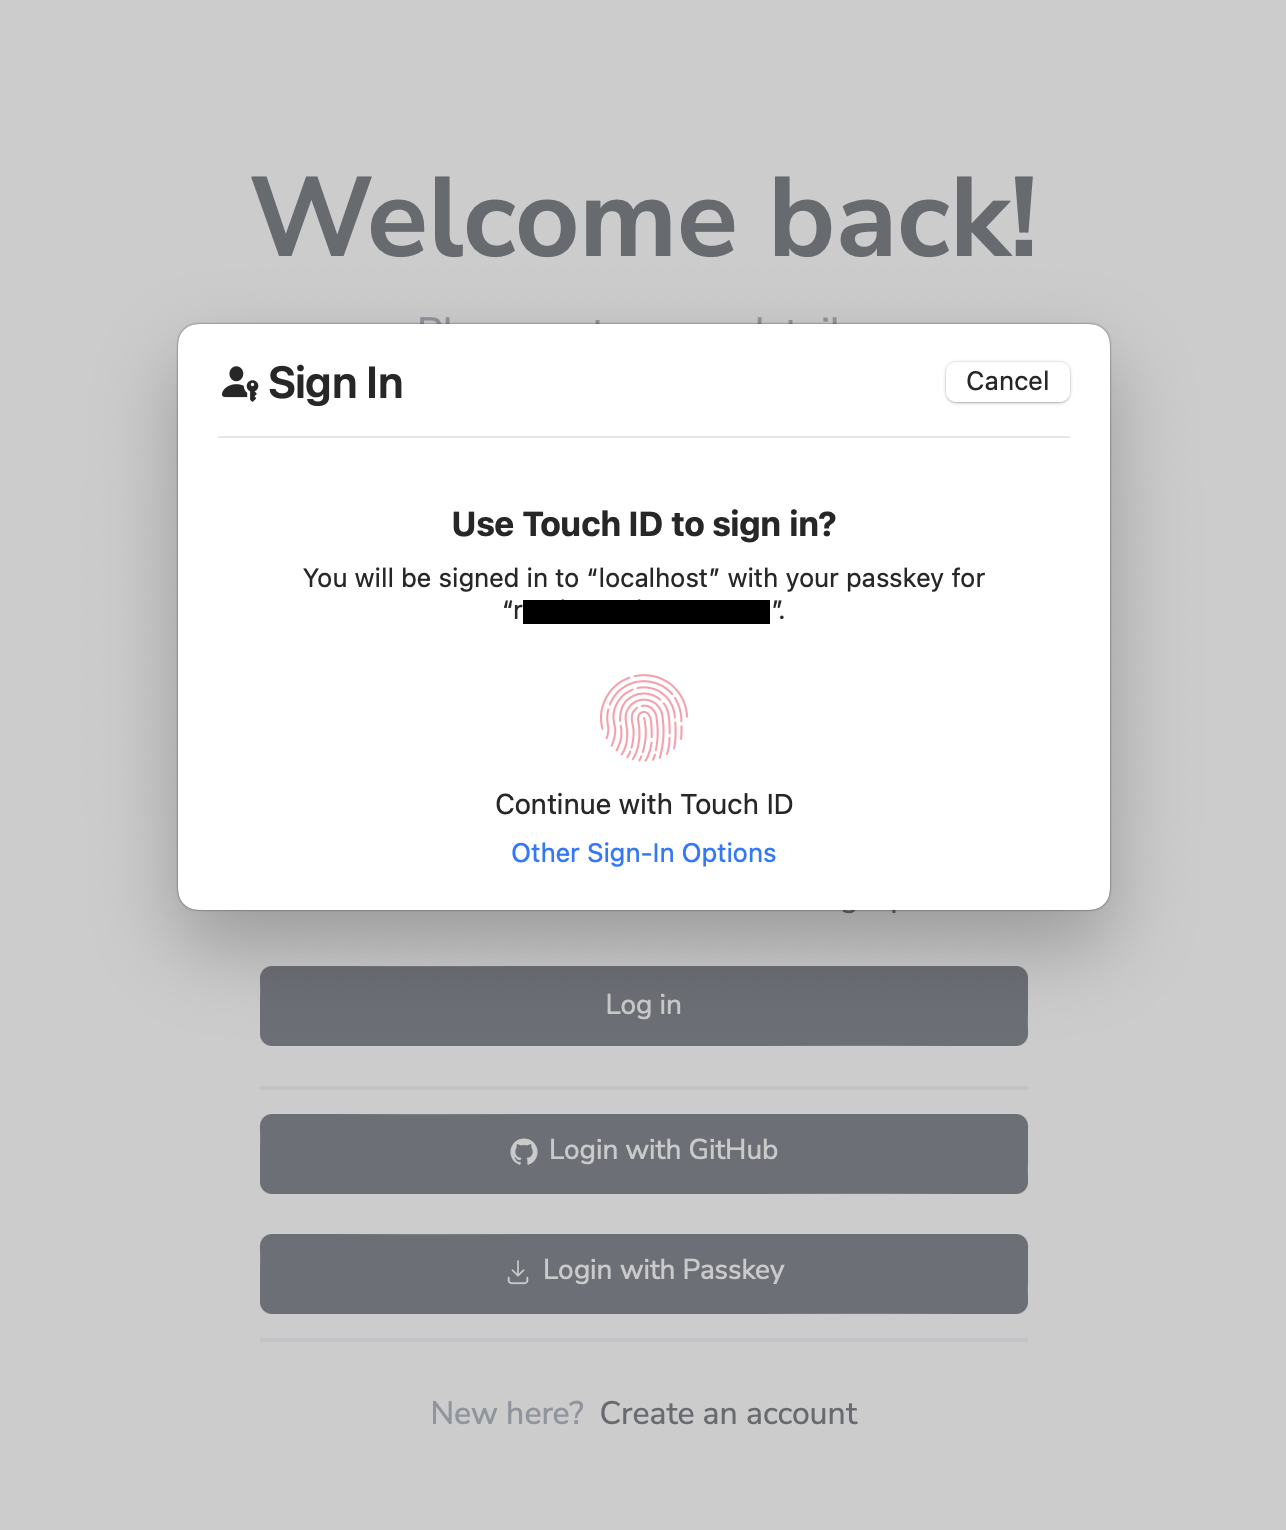 Welcome back!
Sign In
Cancel
Use Touch ID to sign in?
You will be signed in to “localhost” with your passkey for
“r ”.
Continue with Touch ID
Other Sign-In Options
Log in
Login with GitHub
Login with Passkey
New here? Create an account